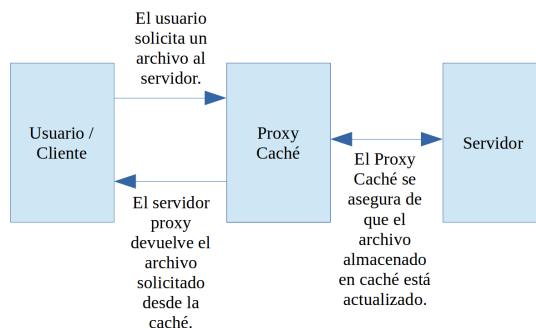 El usuario
solicita un
archivo al
servidor.
Usuario /
Cliente
Proxy
Caché
Servidor
El servidor
proxy
devuelve el
archivo
solicitado
desde la
caché.
El Proxy
Caché se
asegura de
que el
archivo
almacenado
en caché está
actualizado.